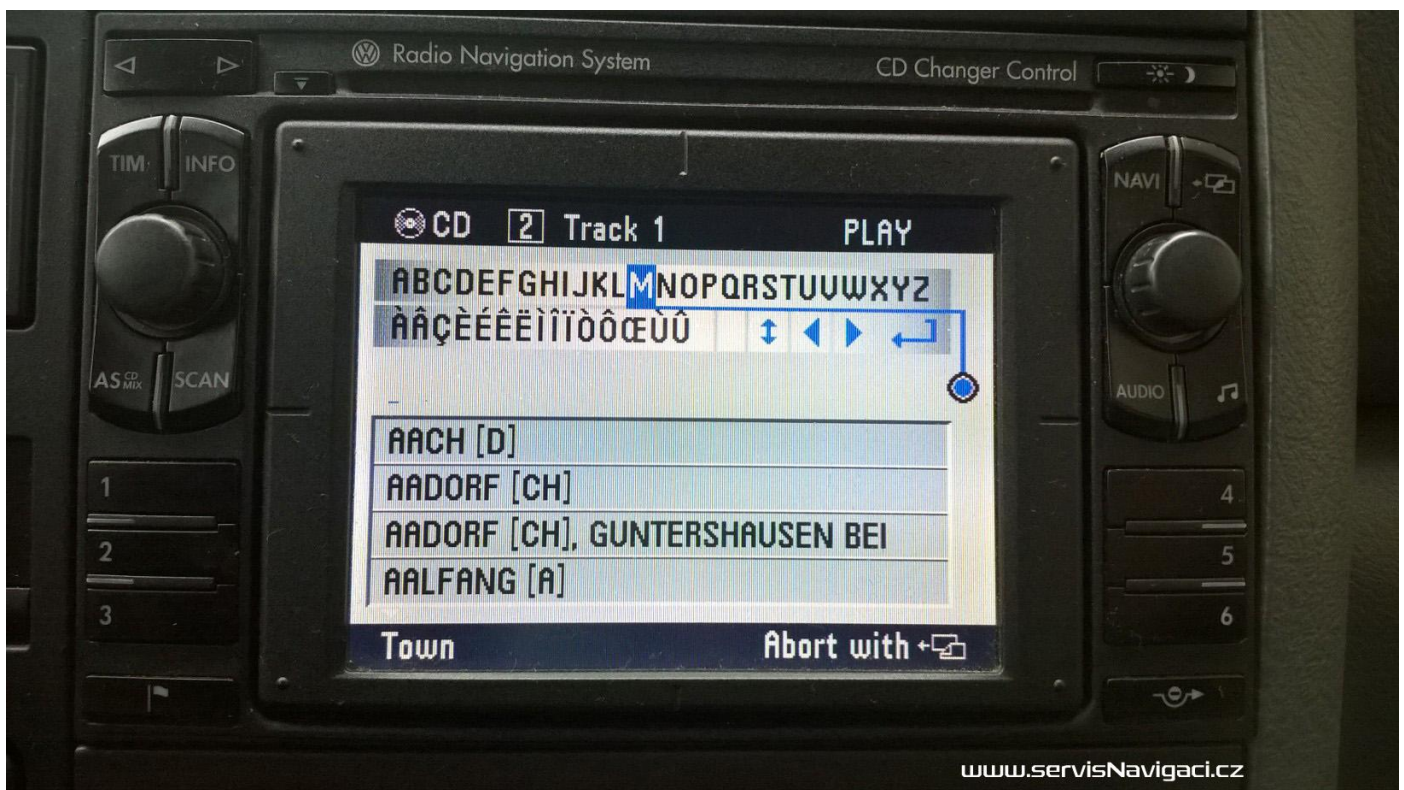 Radio Navigation System
CD Changer Control
TIM INFO
NAVI
CD 2 Track 1 PLAY
ABCDEFGHIJKLMNOPQRSTUVWXYZ
ÀÂÇÈÉÊËÌÎÏÒÔŒÙÛ
AS CD MIX SCAN
AUDIO
_
AACH [D]
AADORF [CH]
AADORF [CH], GUNTERSHAUSEN BEI
AALFANG [A]
1
2
3
4
5
6
Town Abort with
www.servisNavigaci.cz